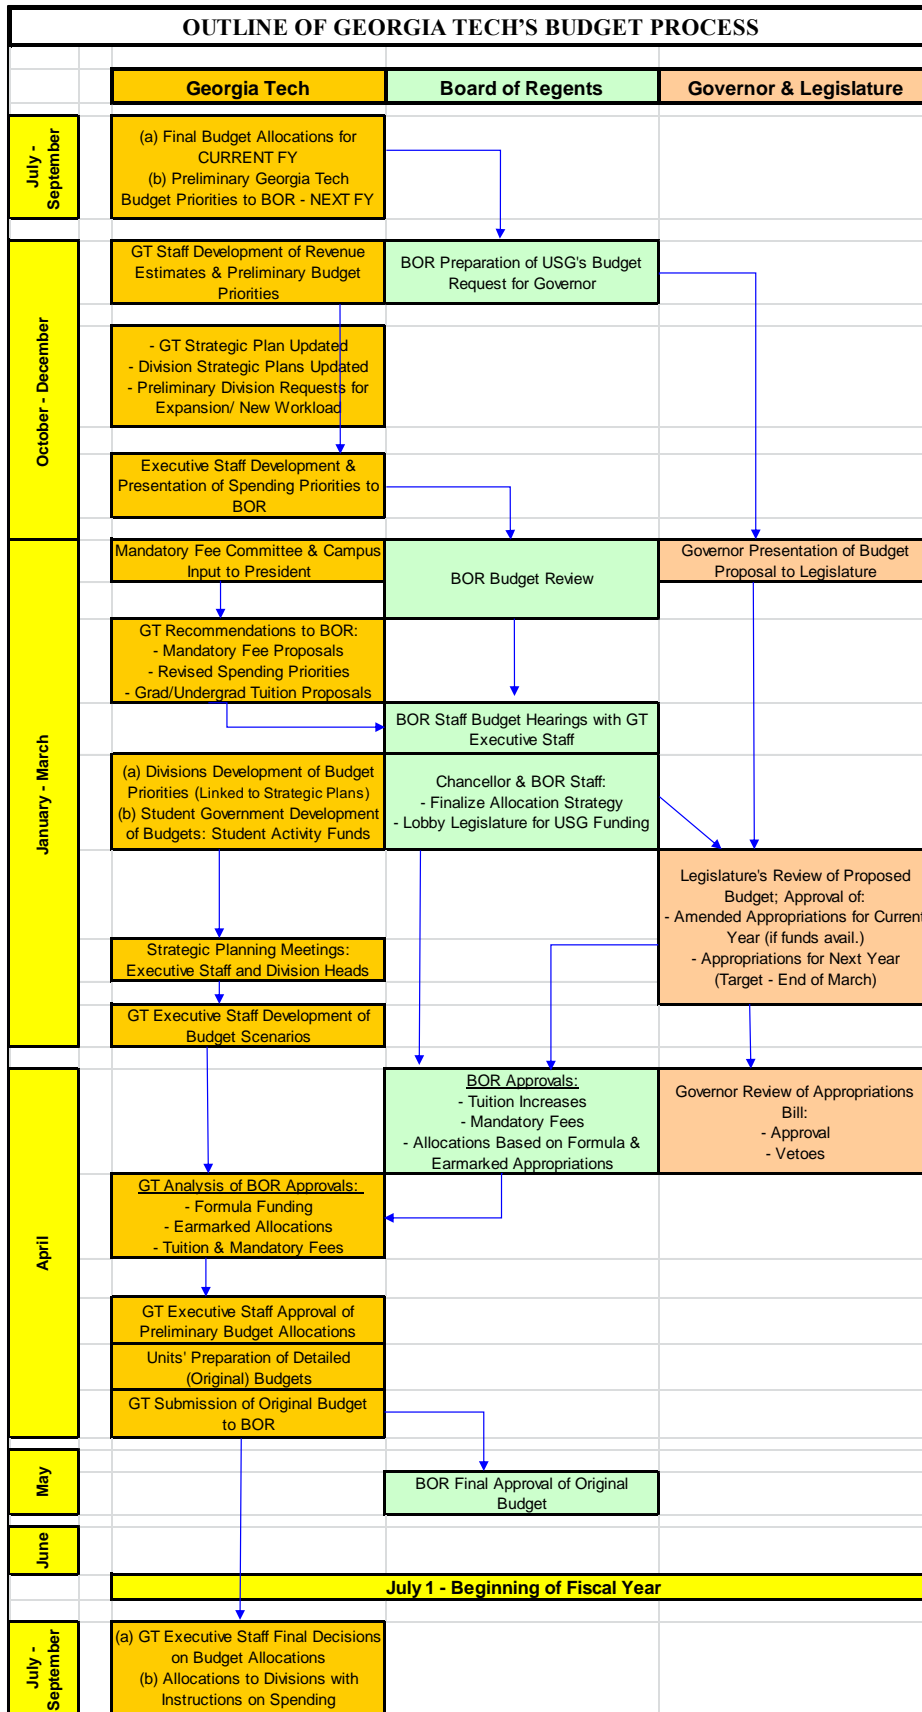 OUTLINE OF GEORGIA TECH'S BUDGET PROCESS
Georgia Tech
Board of Regents
Governor & Legislature
July -
September
(a) Final Budget Allocations for
CURRENT FY
(b) Preliminary Georgia Tech
Budget Priorities to BOR - NEXT FY
October - December
GT Staff Development of Revenue
Estimates & Preliminary Budget
Priorities
BOR Preparation of USG's Budget
Request for Governor
- GT Strategic Plan Updated
- Division Strategic Plans Updated
- Preliminary Division Requests for
Expansion/ New Workload
Executive Staff Development &
Presentation of Spending Priorities to
BOR
January - March
Mandatory Fee Committee & Campus
Input to President
BOR Budget Review
Governor Presentation of Budget
Proposal to Legislature
GT Recommendations to BOR:
- Mandatory Fee Proposals
- Revised Spending Priorities
- Grad/Undergrad Tuition Proposals
BOR Staff Budget Hearings with GT
Executive Staff
(a) Divisions Development of Budget
Priorities (Linked to Strategic Plans)
(b) Student Government Development
of Budgets: Student Activity Funds
Chancellor & BOR Staff:
- Finalize Allocation Strategy
- Lobby Legislature for USG Funding
Legislature's Review of Proposed
Budget; Approval of:
- Amended Appropriations for Current
Year (if funds avail.)
- Appropriations for Next Year
(Target - End of March)
Strategic Planning Meetings:
Executive Staff and Division Heads
GT Executive Staff Development of
Budget Scenarios
April
BOR Approvals:
- Tuition Increases
- Mandatory Fees
- Allocations Based on Formula &
Earmarked Appropriations
Governor Review of Appropriations
Bill:
- Approval
- Vetoes
GT Analysis of BOR Approvals:
- Formula Funding
- Earmarked Allocations
- Tuition & Mandatory Fees
GT Executive Staff Approval of
Preliminary Budget Allocations
Units' Preparation of Detailed
(Original) Budgets
GT Submission of Original Budget
to BOR
May
BOR Final Approval of Original
Budget
June
July 1 - Beginning of Fiscal Year
July -
September
(a) GT Executive Staff Final Decisions
on Budget Allocations
(b) Allocations to Divisions with
Instructions on Spending